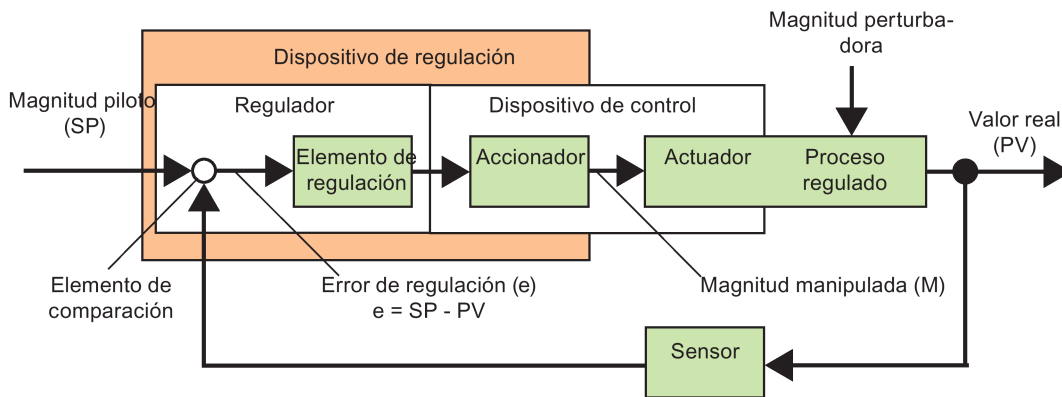 Magnitud perturba-
dora
Dispositivo de regulación
Magnitud piloto
(SP)
Regulador
Dispositivo de control
Valor real
(PV)
Elemento de
regulación
Accionador
Actuador
Proceso
regulado
Elemento de
comparación
Error de regulación (e)
e = SP - PV
Magnitud manipulada (M)
Sensor